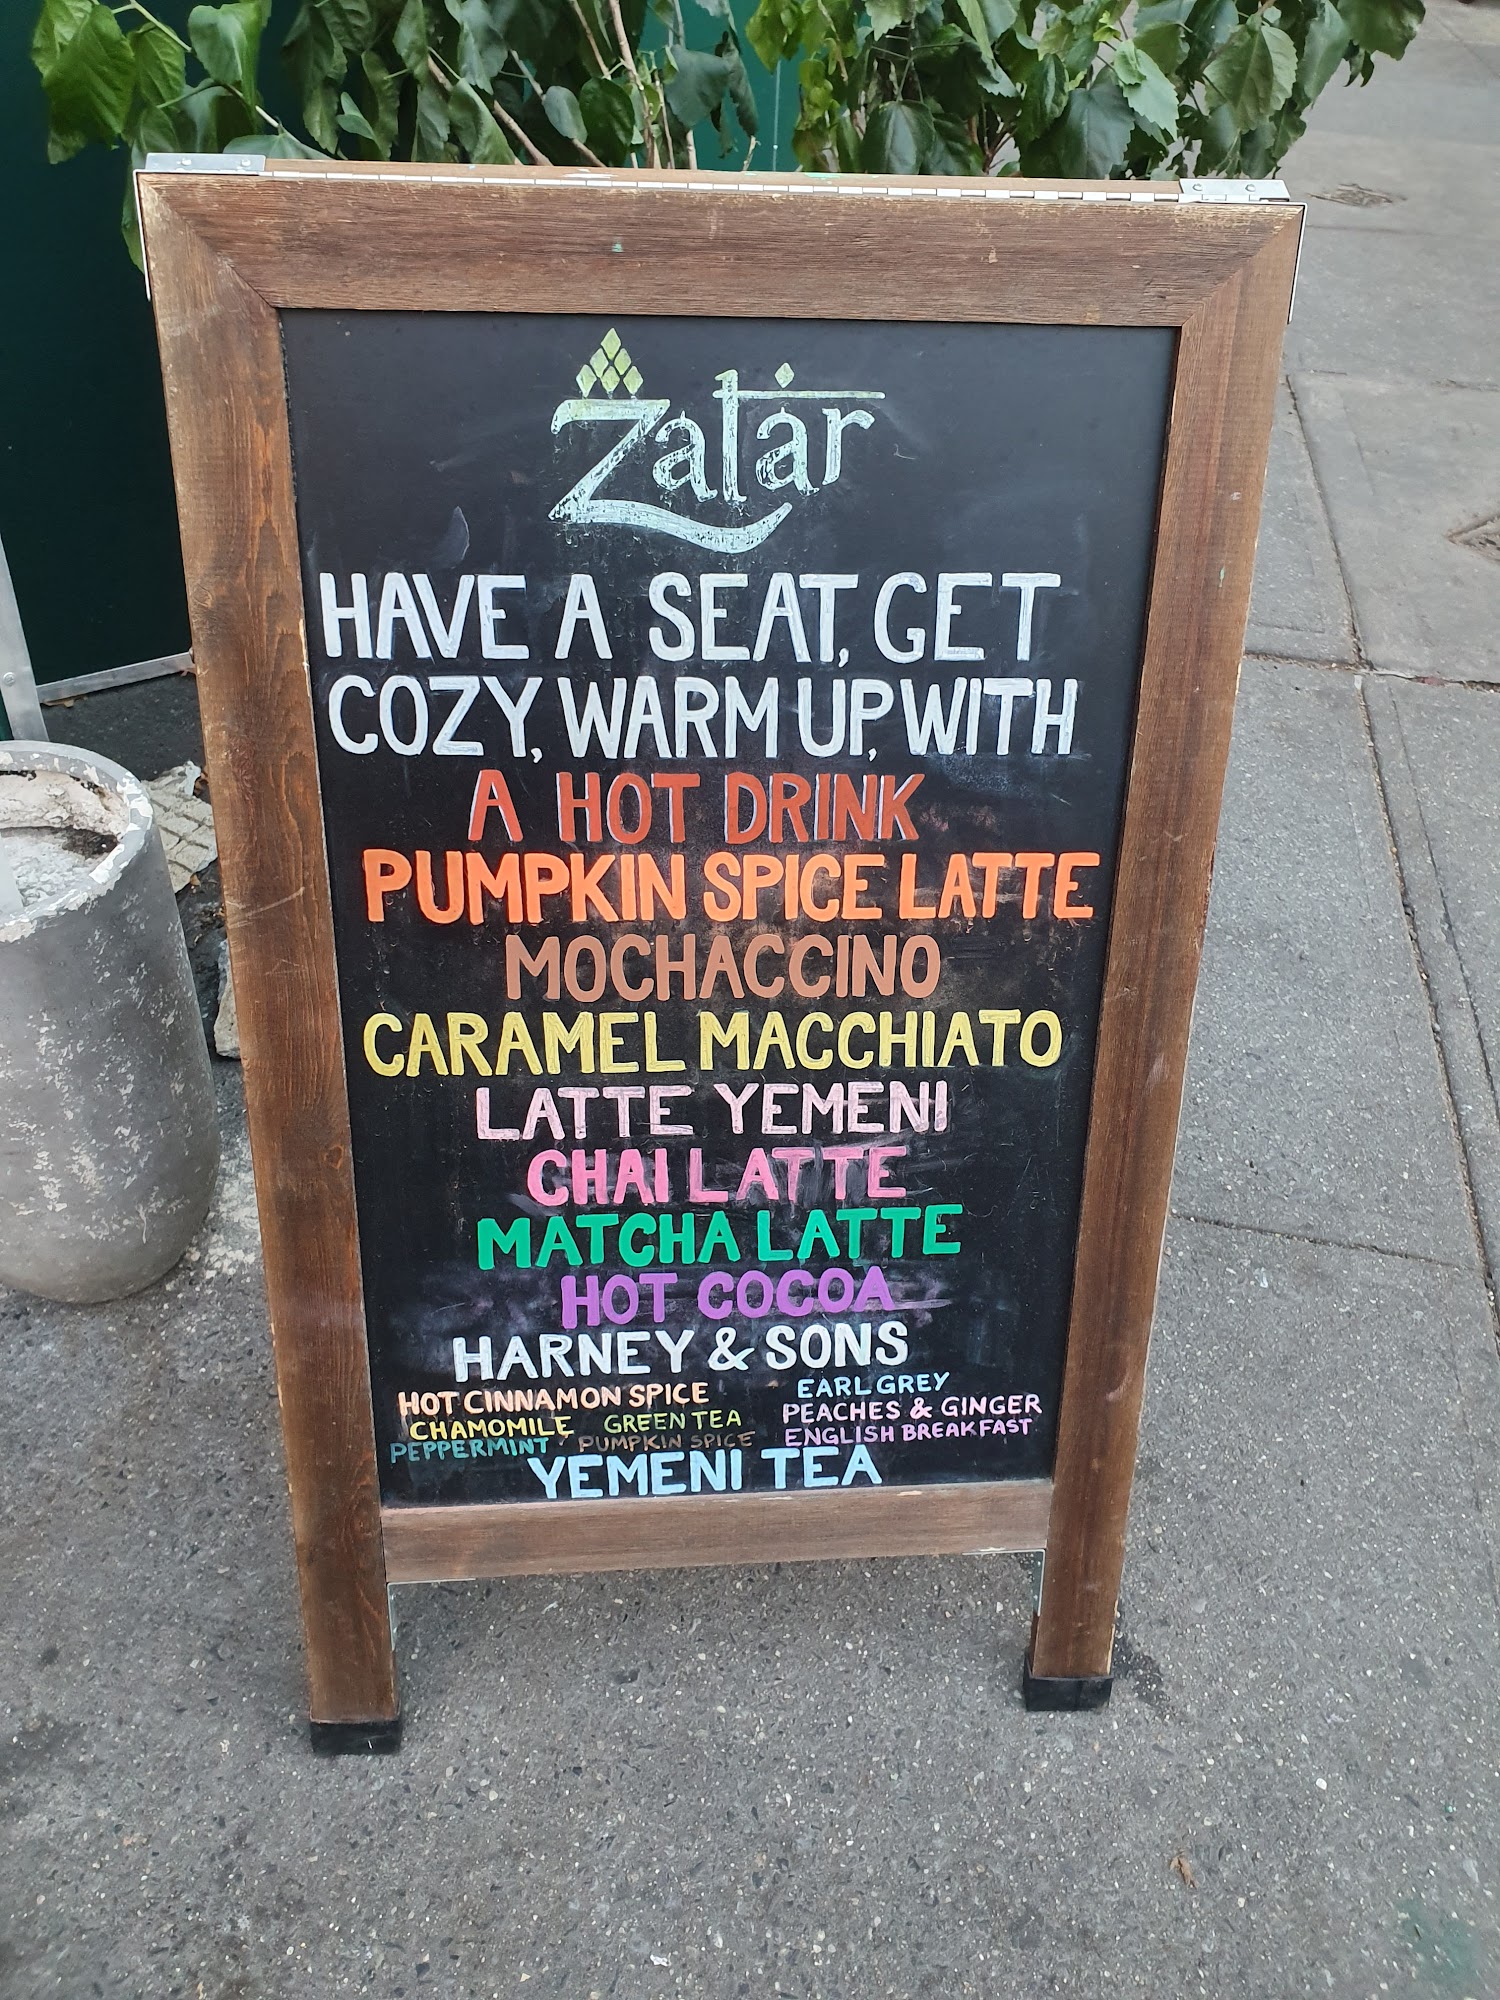 Zatar
HAVE A SEAT, GET
COZY, WARM UP, WITH
A HOT DRINK
PUMPKIN SPICE LATTE
MOCHACCINO
CARAMEL MACCHIATO
LATTE YEMENI
CHAI LATTE
MATCHA LATTE
HOT COCOA
HARNEY & SONS
HOT CINNAMON SPICE EARL GREY
CHAMOMILE GREEN TEA PEACHES & GINGER
PEPPERMINT PUMPKIN SPICE ENGLISH BREAKFAST
YEMENI TEA